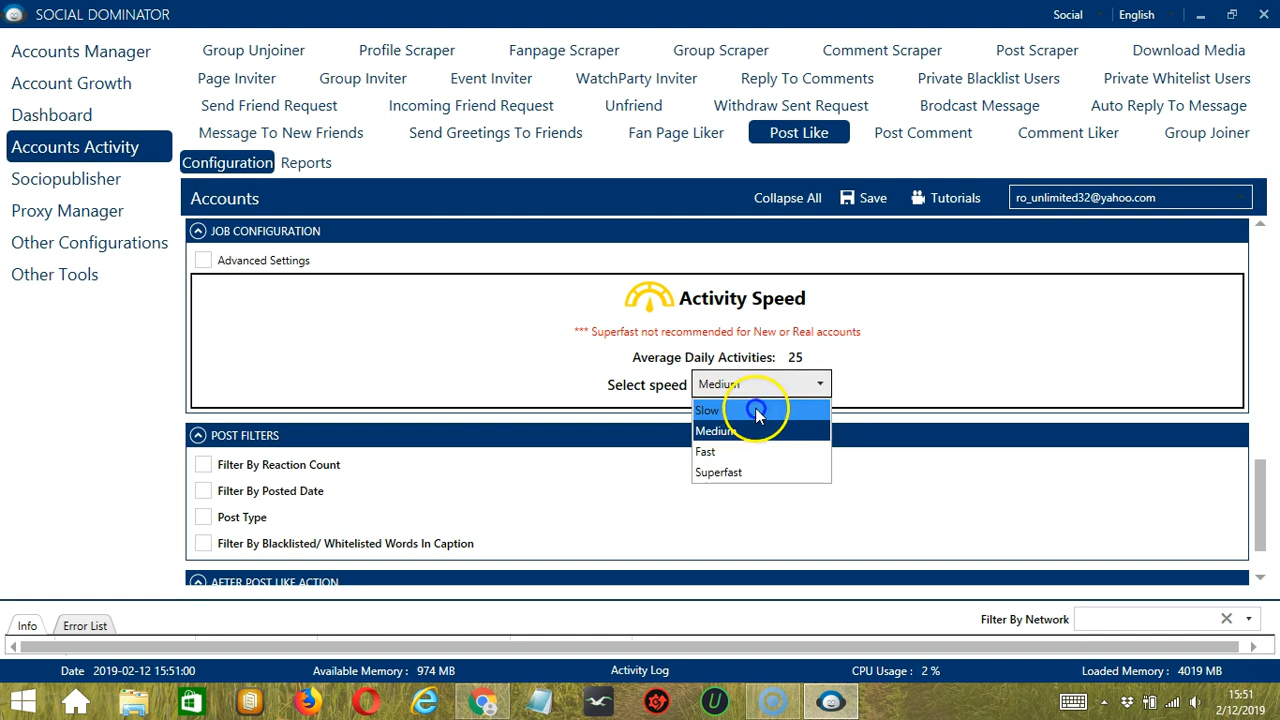 SOCIAL DOMINATOR
Social
English
Accounts Manager
Account Growth
Dashboard
Accounts Activity
Sociopublisher
Proxy Manager
Other Configurations
Other Tools
Group Unjoiner Profile Scraper Fanpage Scraper Group Scraper Comment Scraper Post Scraper Download Media
Page Inviter Group Inviter Event Inviter WatchParty Inviter Reply To Comments Private Blacklist Users Private Whitelist Users
Send Friend Request Incoming Friend Request Unfriend Withdraw Sent Request Brodcast Message Auto Reply To Message
Message To New Friends Send Greetings To Friends Fan Page Liker Post Like Post Comment Comment Liker Group Joiner
Configuration Reports
Accounts Collapse All Save Tutorials ro_unlimited32@yahoo.com
JOB CONFIGURATION
Advanced Settings
Activity Speed
*** Superfast not recommended for New or Real accounts
Average Daily Activities: 25
Select speed Medium
Slow
Medium
Fast
Superfast
POST FILTERS
Filter By Reaction Count
Filter By Posted Date
Post Type
Filter By Blacklisted/ Whitelisted Words In Caption
AFTER POST LIKE ACTION
Info Error List Filter By Network
Date 2019-02-12 15:51:00 Available Memory : 974 MB Activity Log CPU Usage : 2 % Loaded Memory : 4019 MB
15:51
2/12/2019